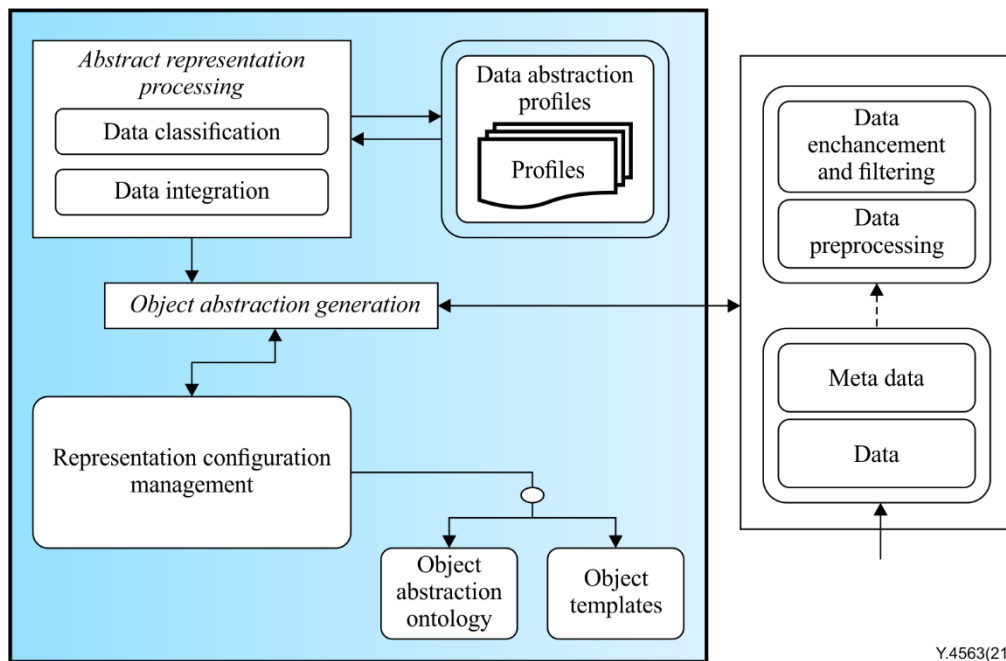 Abstract representation
processing
Data classification
Data integration
Data abstraction
profiles
Profiles
Object abstraction generation
Representation configuration
management
Object
abstraction
ontology
Object
templates
Data
enchancement
and filtering
Data
preprocessing
Meta data
Data
Y.4563(21